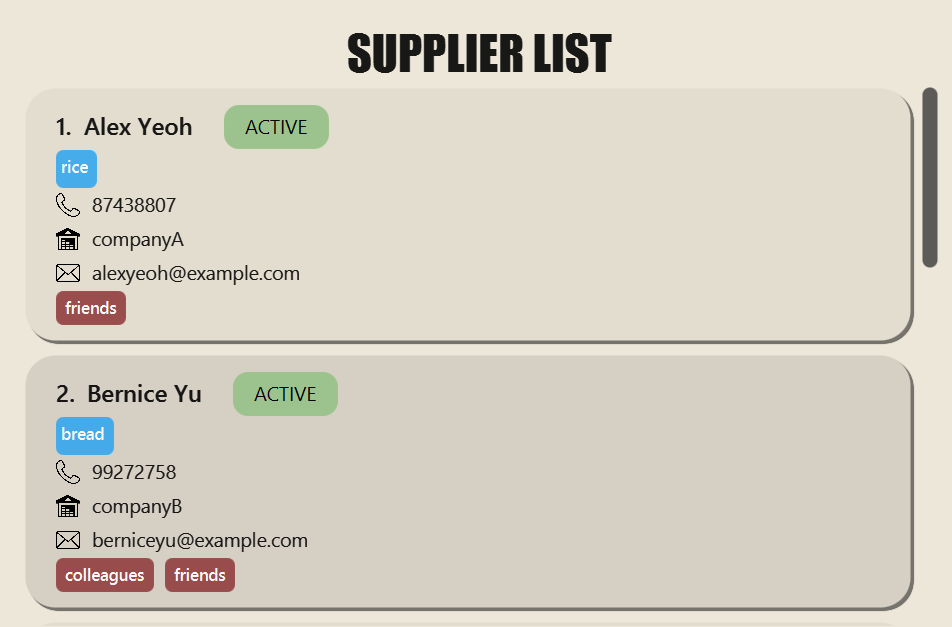 SUPPLIER LIST
1. Alex Yeoh ACTIVE
rice
87438807
companyA
alexyeoh@example.com
friends
2. Bernice Yu ACTIVE
bread
99272758
companyB
berniceyu@example.com
colleagues friends